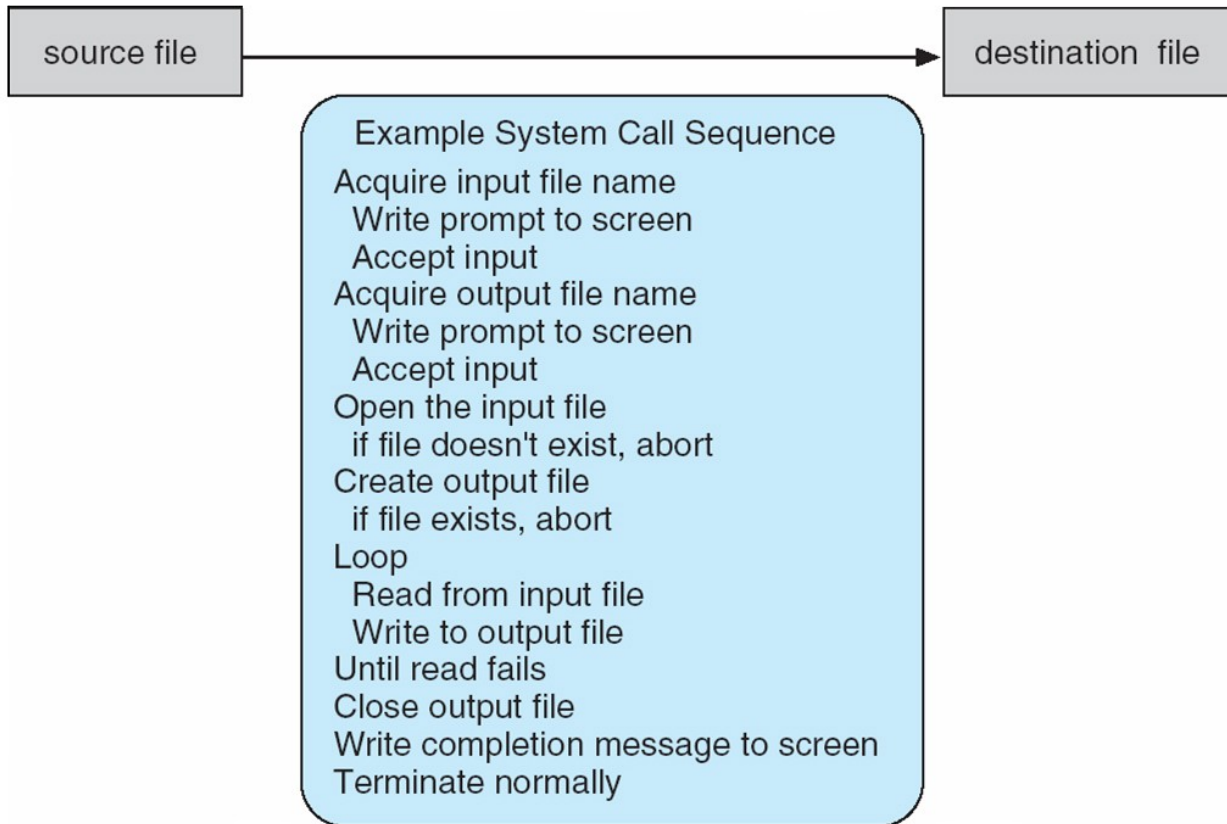 source file
destination file
Example System Call Sequence
Acquire input file name
Write prompt to screen
Accept input
Acquire output file name
Write prompt to screen
Accept input
Open the input file
if file doesn't exist, abort
Create output file
if file exists, abort
Loop
Read from input file
Write to output file
Until read fails
Close output file
Write completion message to screen
Terminate normally